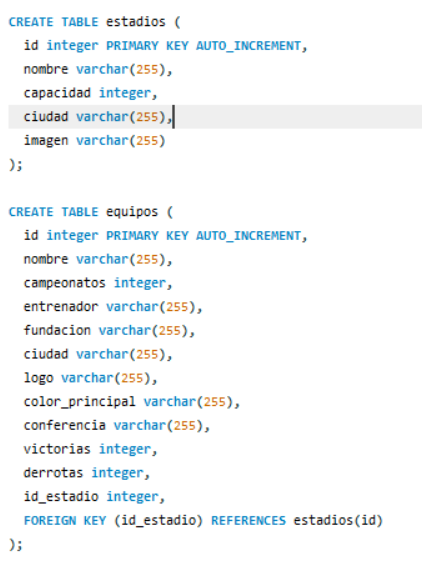 CREATE TABLE estadios (
  id integer PRIMARY KEY AUTO_INCREMENT,
  nombre varchar(255),
  capacidad integer,
  ciudad varchar(255),
  imagen varchar(255)
);

CREATE TABLE equipos (
  id integer PRIMARY KEY AUTO_INCREMENT,
  nombre varchar(255),
  campeonatos integer,
  entrenador varchar(255),
  fundacion varchar(255),
  ciudad varchar(255),
  logo varchar(255),
  color_principal varchar(255),
  conferencia varchar(255),
  victorias integer,
  derrotas integer,
  id_estadio integer,
  FOREIGN KEY (id_estadio) REFERENCES estadios(id)
);